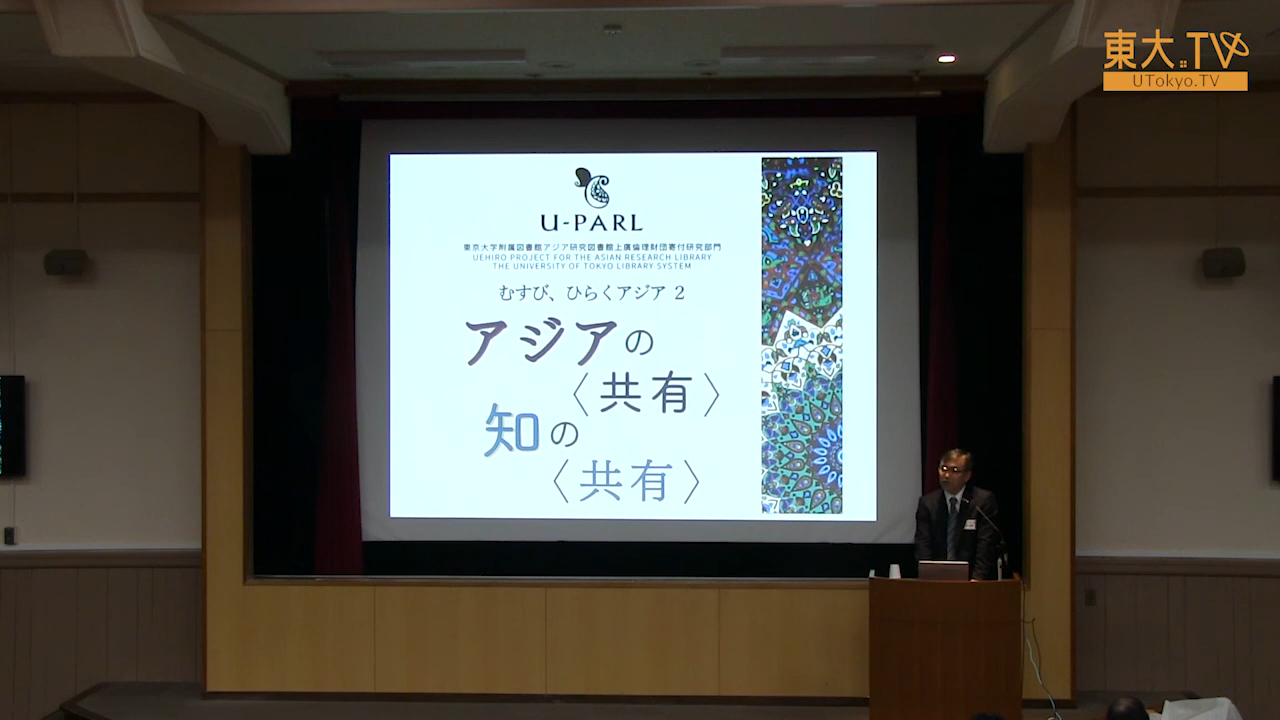 東大.TV
UTokyo.TV
U-PARL
東京大学附属図書館アジア研究図書館上廣倫理財団寄付研究部門
UEHIRO PROJECT FOR THE ASIAN RESEARCH LIBRARY
THE UNIVERSITY OF TOKYO LIBRARY SYSTEM
むすび、ひらくアジア 2
アジアの
〈共有〉
知の
〈共有〉